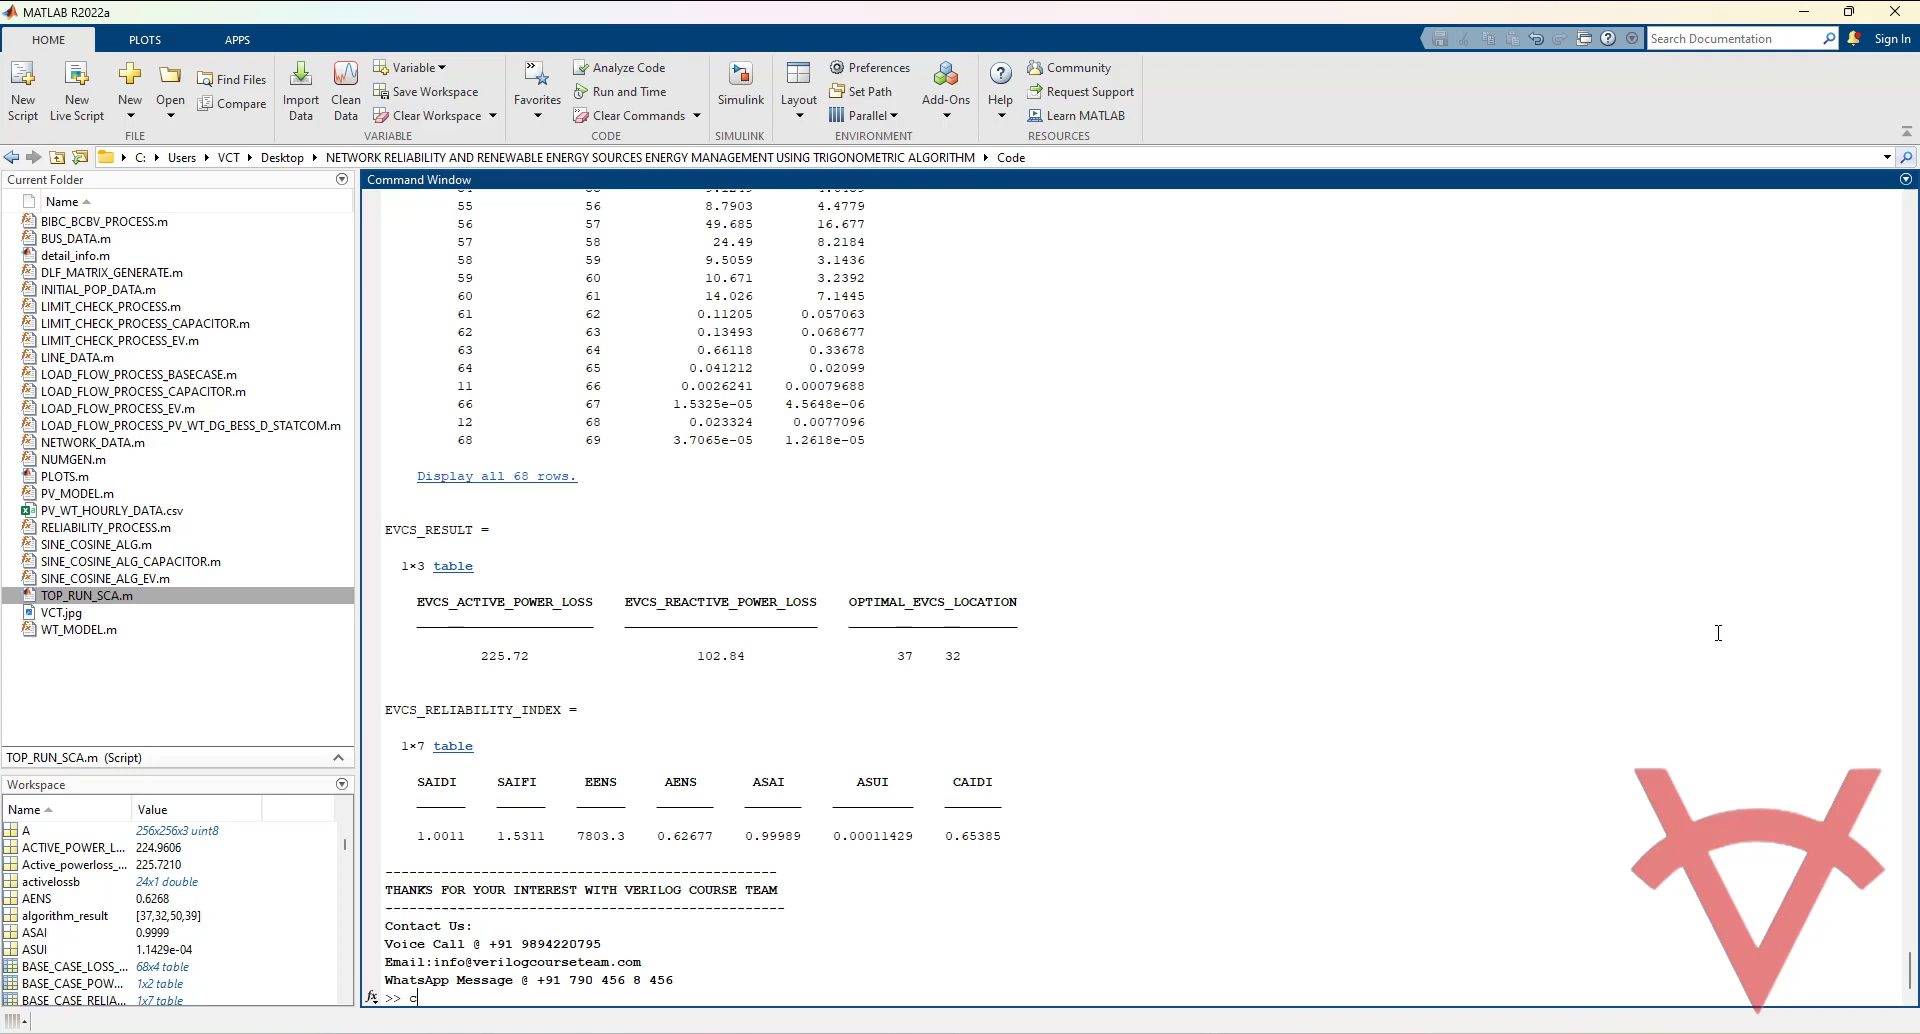 MATLAB R2022a
HOME PLOTS APPS
Search Documentation Sign In
New Script
New Live Script
New
Open
Find Files
Compare
FILE
Import Data
Clean Data
Variable
Save Workspace
Clear Workspace
VARIABLE
Favorites
Analyze Code
Run and Time
Clear Commands
CODE
Simulink
SIMULINK
Layout
Preferences
Set Path
Parallel
Add-Ons
ENVIRONMENT
Help
Community
Request Support
Learn MATLAB
RESOURCES
C: Users VCT Desktop NETWORK RELIABILITY AND RENEWABLE ENERGY SOURCES ENERGY MANAGEMENT USING TRIGONOMETRIC ALGORITHM Code
Current Folder
Name
BIBC_BCBV_PROCESS.m
BUS_DATA.m
detail_info.m
DLF_MATRIX_GENERATE.m
INITIAL_POP_DATA.m
LIMIT_CHECK_PROCESS.m
LIMIT_CHECK_PROCESS_CAPACITOR.m
LIMIT_CHECK_PROCESS_EV.m
LINE_DATA.m
LOAD_FLOW_PROCESS_BASECASE.m
LOAD_FLOW_PROCESS_CAPACITOR.m
LOAD_FLOW_PROCESS_EV.m
LOAD_FLOW_PROCESS_PV_WT_DG_BESS_D_STATCOM.m
NETWORK_DATA.m
NUMGEN.m
PLOTS.m
PV_MODEL.m
PV_WT_HOURLY_DATA.csv
RELIABILITY_PROCESS.m
SINE_COSINE_ALG.m
SINE_COSINE_ALG_CAPACITOR.m
SINE_COSINE_ALG_EV.m
TOP_RUN_SCA.m
VCT.jpg
WT_MODEL.m
TOP_RUN_SCA.m (Script)
Workspace
Name Value
A 256x256x3 uint8
ACTIVE_POWER_L... 224.9606
Active_powerloss_... 225.7210
activelossb 24x1 double
AENS 0.6268
algorithm_result [37,32,50,39]
ASAI 0.9999
ASUI 1.1429e-04
BASE_CASE_LOSS_... 68x4 table
BASE_CASE_POW... 1x2 table
BASE_CASE_RELIA... 1x7 table
Command Window
55 56 8.7903 4.4779
56 57 49.685 16.677
57 58 24.49 8.2184
58 59 9.5059 3.1436
59 60 10.671 3.2392
60 61 14.026 7.1445
61 62 0.11205 0.057063
62 63 0.13493 0.068677
63 64 0.66118 0.33678
64 65 0.041212 0.02099
11 66 0.0026241 0.00079688
66 67 1.5325e-05 4.5648e-06
12 68 0.023324 0.0077096
68 69 3.7065e-05 1.2618e-05
Display all 68 rows.
EVCS_RESULT =
1×3 table
EVCS_ACTIVE_POWER_LOSS EVCS_REACTIVE_POWER_LOSS OPTIMAL_EVCS_LOCATION
225.72 102.84 37 32
EVCS_RELIABILITY_INDEX =
1×7 table
SAIDI SAIFI EENS AENS ASAI ASUI CAIDI
1.0011 1.5311 7803.3 0.62677 0.99989 0.00011429 0.65385
THANKS FOR YOUR INTEREST WITH VERILOG COURSE TEAM
Contact Us:
Voice Call @ +91 9894220795
Email:info@verilogcourseteam.com
WhatsApp Message @ +91 790 456 8 456
fx >> c